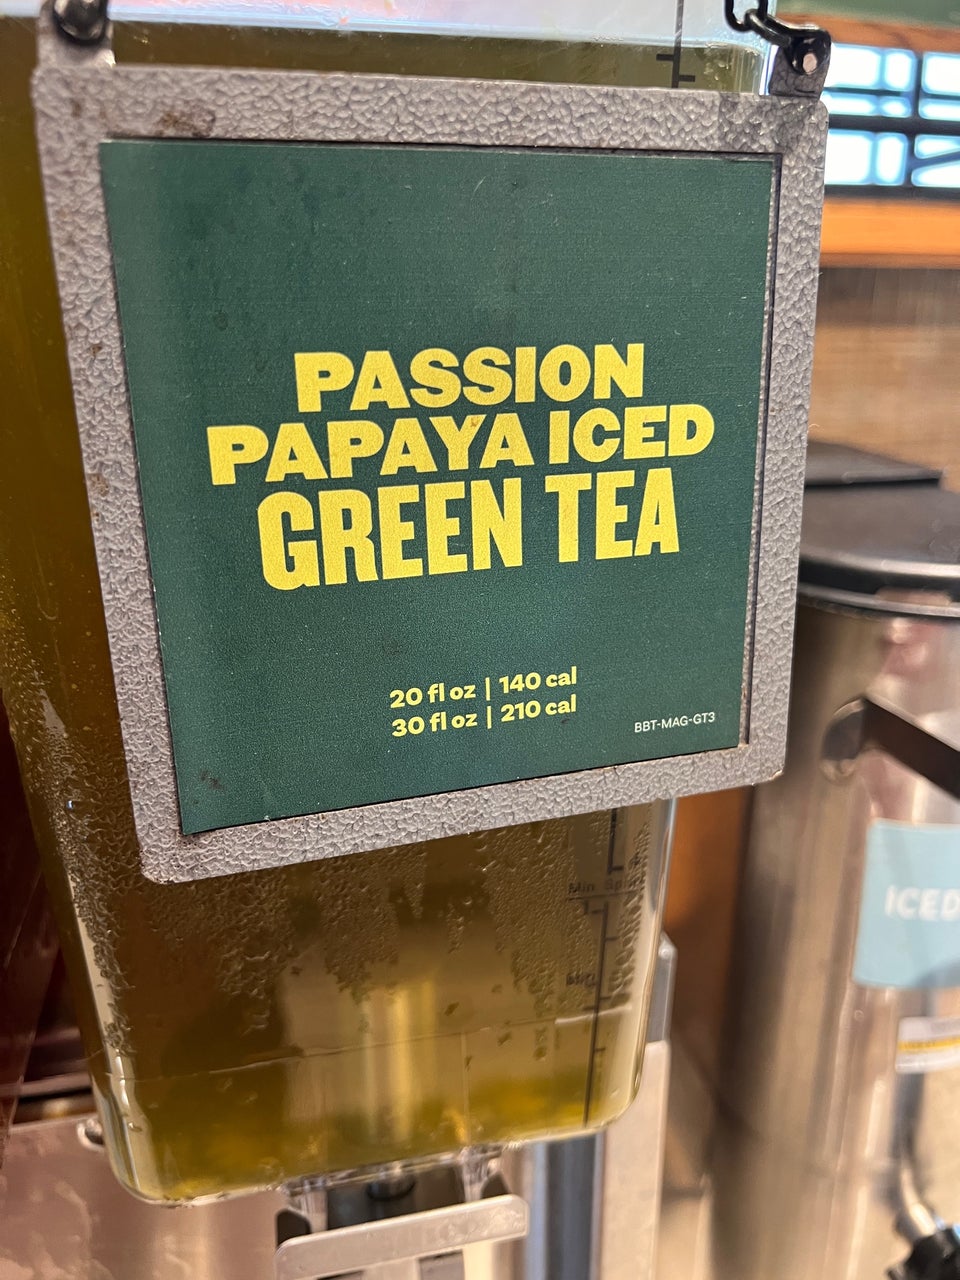 PASSION
PAPAYA ICED
GREEN TEA
20 fl oz | 140 cal
30 fl oz | 210 cal
BBT-MAG-GT3
Min
ICED